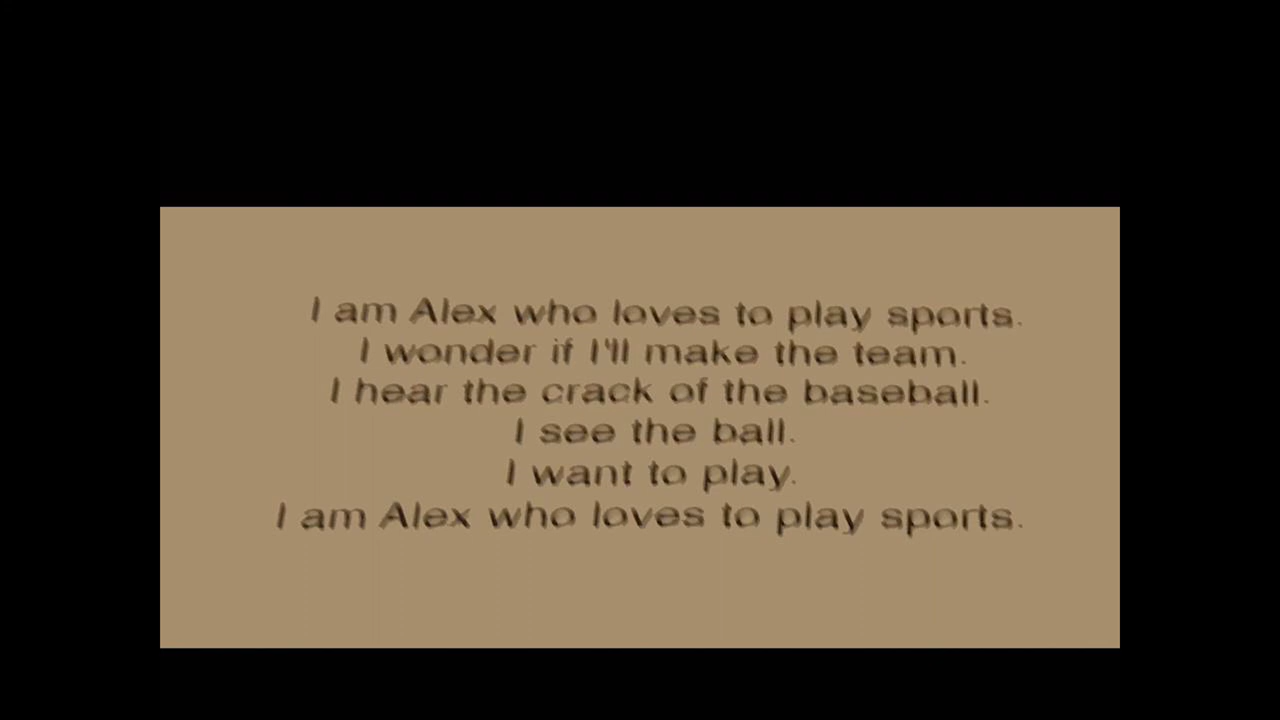 I am Alex who loves to play sports.
I wonder if I'll make the team.
I hear the crack of the baseball.
I see the ball.
I want to play.
I am Alex who loves to play sports.